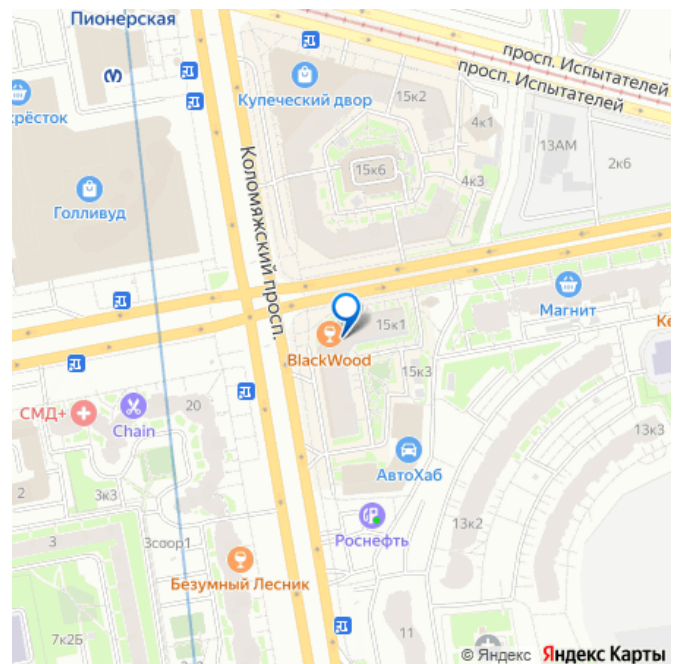 Пионерская
просп. Испытателей
просп. Испытателей
крёсток
Купеческий двор
15к2
4к1
13АМ
2к6
15к6
4к3
Голливуд
Коломяжский просп.
Магнит
15к1
BlackWood
Ке
15к3
СМД+
20
Chain
13к3
АвтоХаб
2
3к3
Роснефть
13к2
3
3соор1
Безумный Лесник
7к2Б
11
© Яндекс Яндекс Карты